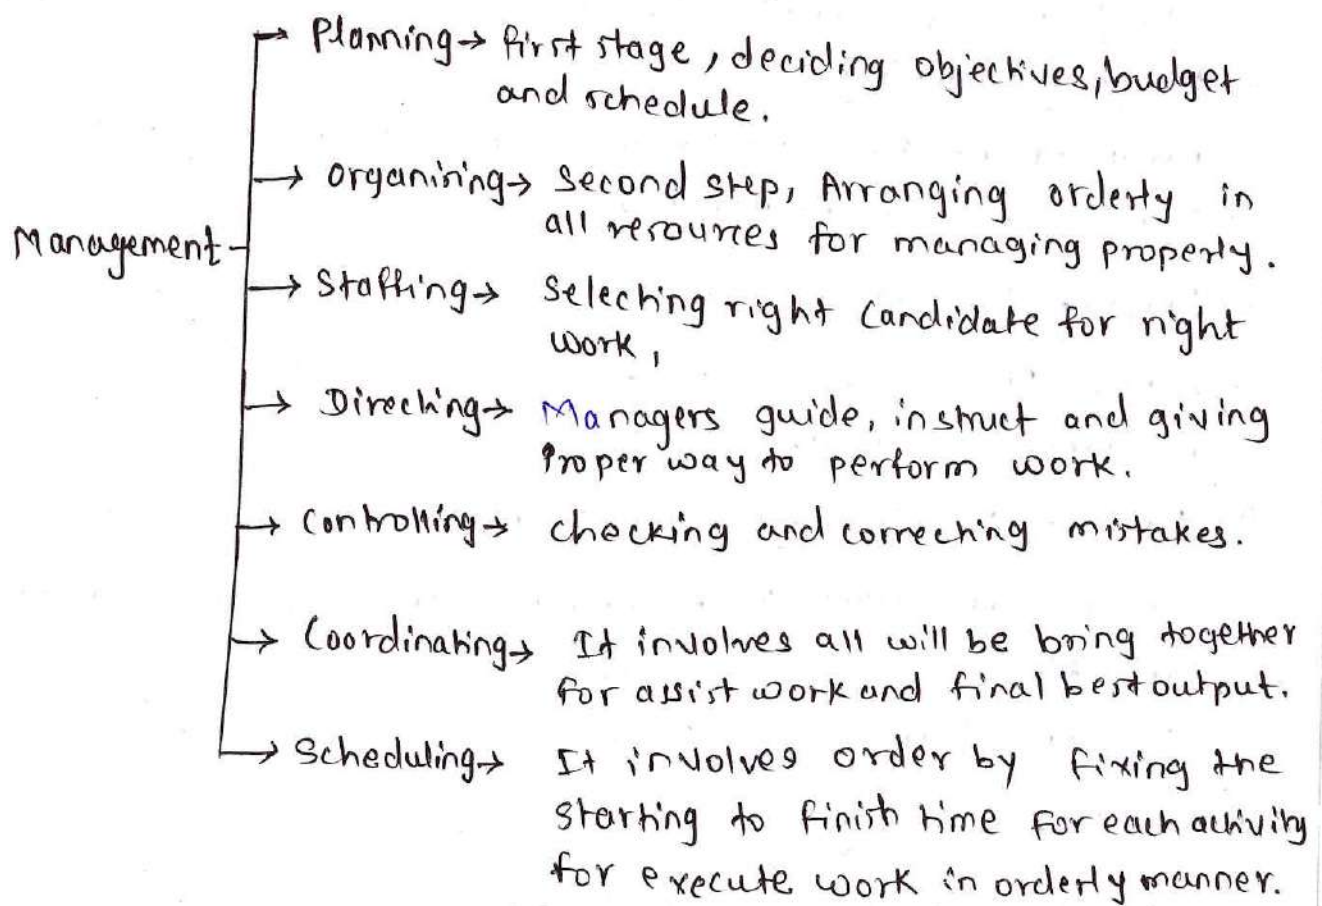 Planning → first stage, deciding objectives, budget
and schedule.
→ Organising → Second step, Arranging orderly in
all resources for managing properly.
Management
→ Staffing → Selecting right candidate for right
work,
→ Directing → Managers guide, instruct and giving
Proper way to perform work.
→ Controlling → checking and correcting mistakes.
→ Coordinating → It involves all will be bring together
for assist work and final best output.
→ Scheduling → It involves order by fixing the
starting to finish time for each activity
for execute work in orderly manner.